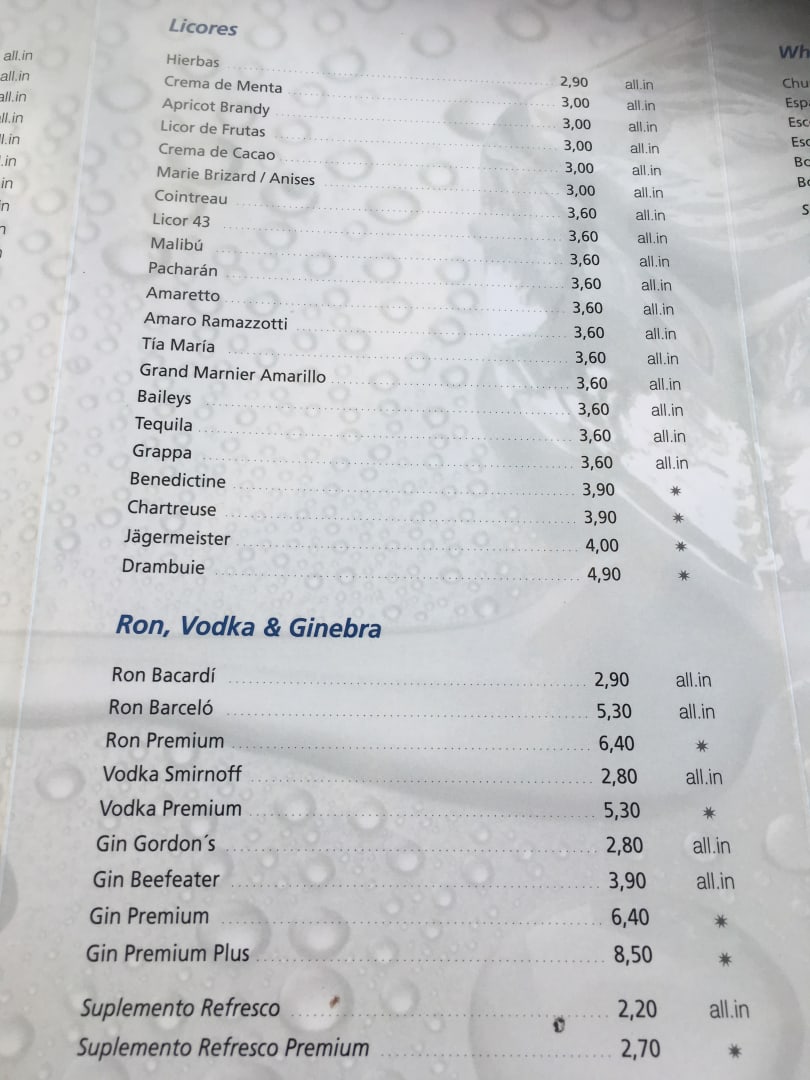 all.in
all.in
Licores
Hierbas 2,90 all.in
Crema de Menta 3,00 all.in
Apricot Brandy 3,00 all.in
Licor de Frutas 3,00 all.in
Crema de Cacao 3,00 all.in
Marie Brizard / Anises 3,00 all.in
Cointreau 3,60 all.in
Licor 43 3,60 all.in
Malibú 3,60 all.in
Pacharán 3,60 all.in
Amaretto 3,60 all.in
Amaro Ramazzotti 3,60 all.in
Tía María 3,60 all.in
Grand Marnier Amarillo 3,60 all.in
Baileys 3,60 all.in
Tequila 3,60 all.in
Grappa 3,60 all.in
Benedictine 3,90 ✷
Chartreuse 3,90 ✷
Jägermeister 4,00 ✷
Drambuie 4,90 ✷
Ron, Vodka & Ginebra
Ron Bacardí 2,90 all.in
Ron Barceló 5,30 all.in
Ron Premium 6,40 ✷
Vodka Smirnoff 2,80 all.in
Vodka Premium 5,30 ✷
Gin Gordon´s 2,80 all.in
Gin Beefeater 3,90 all.in
Gin Premium 6,40 ✷
Gin Premium Plus 8,50 ✷
Suplemento Refresco 2,20 all.in
Suplemento Refresco Premium 2,70 ✷